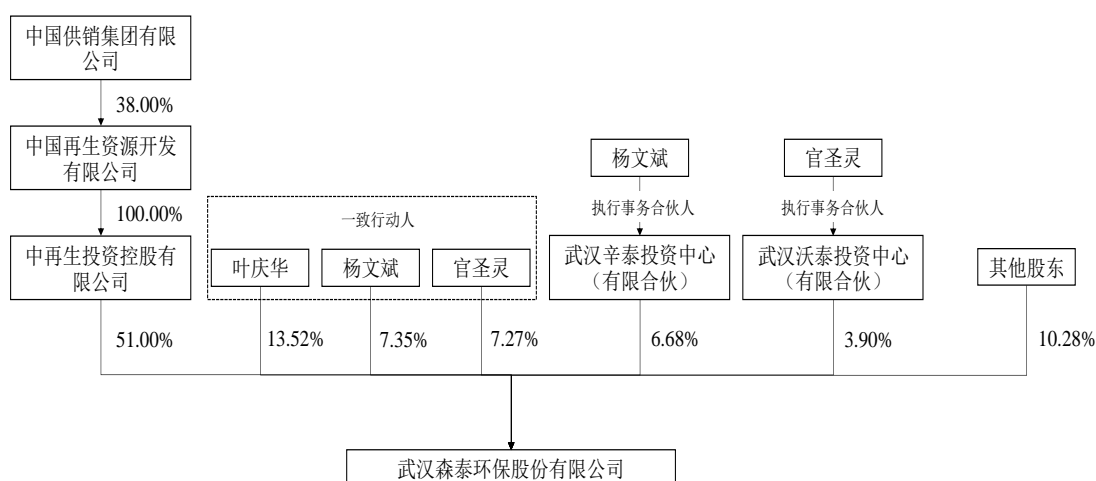 中国供销集团有限
公司
38.00%
中国再生资源开发
有限公司
100.00%
中再生投资控股有
限公司
51.00%
一致行动人
叶庆华
杨文斌
官圣灵
13.52%
7.35%
7.27%
杨文斌
执行事务合伙人
武汉辛泰投资中心
（有限合伙）
6.68%
官圣灵
执行事务合伙人
武汉沃泰投资中心
（有限合伙）
3.90%
其他股东
10.28%
武汉森泰环保股份有限公司